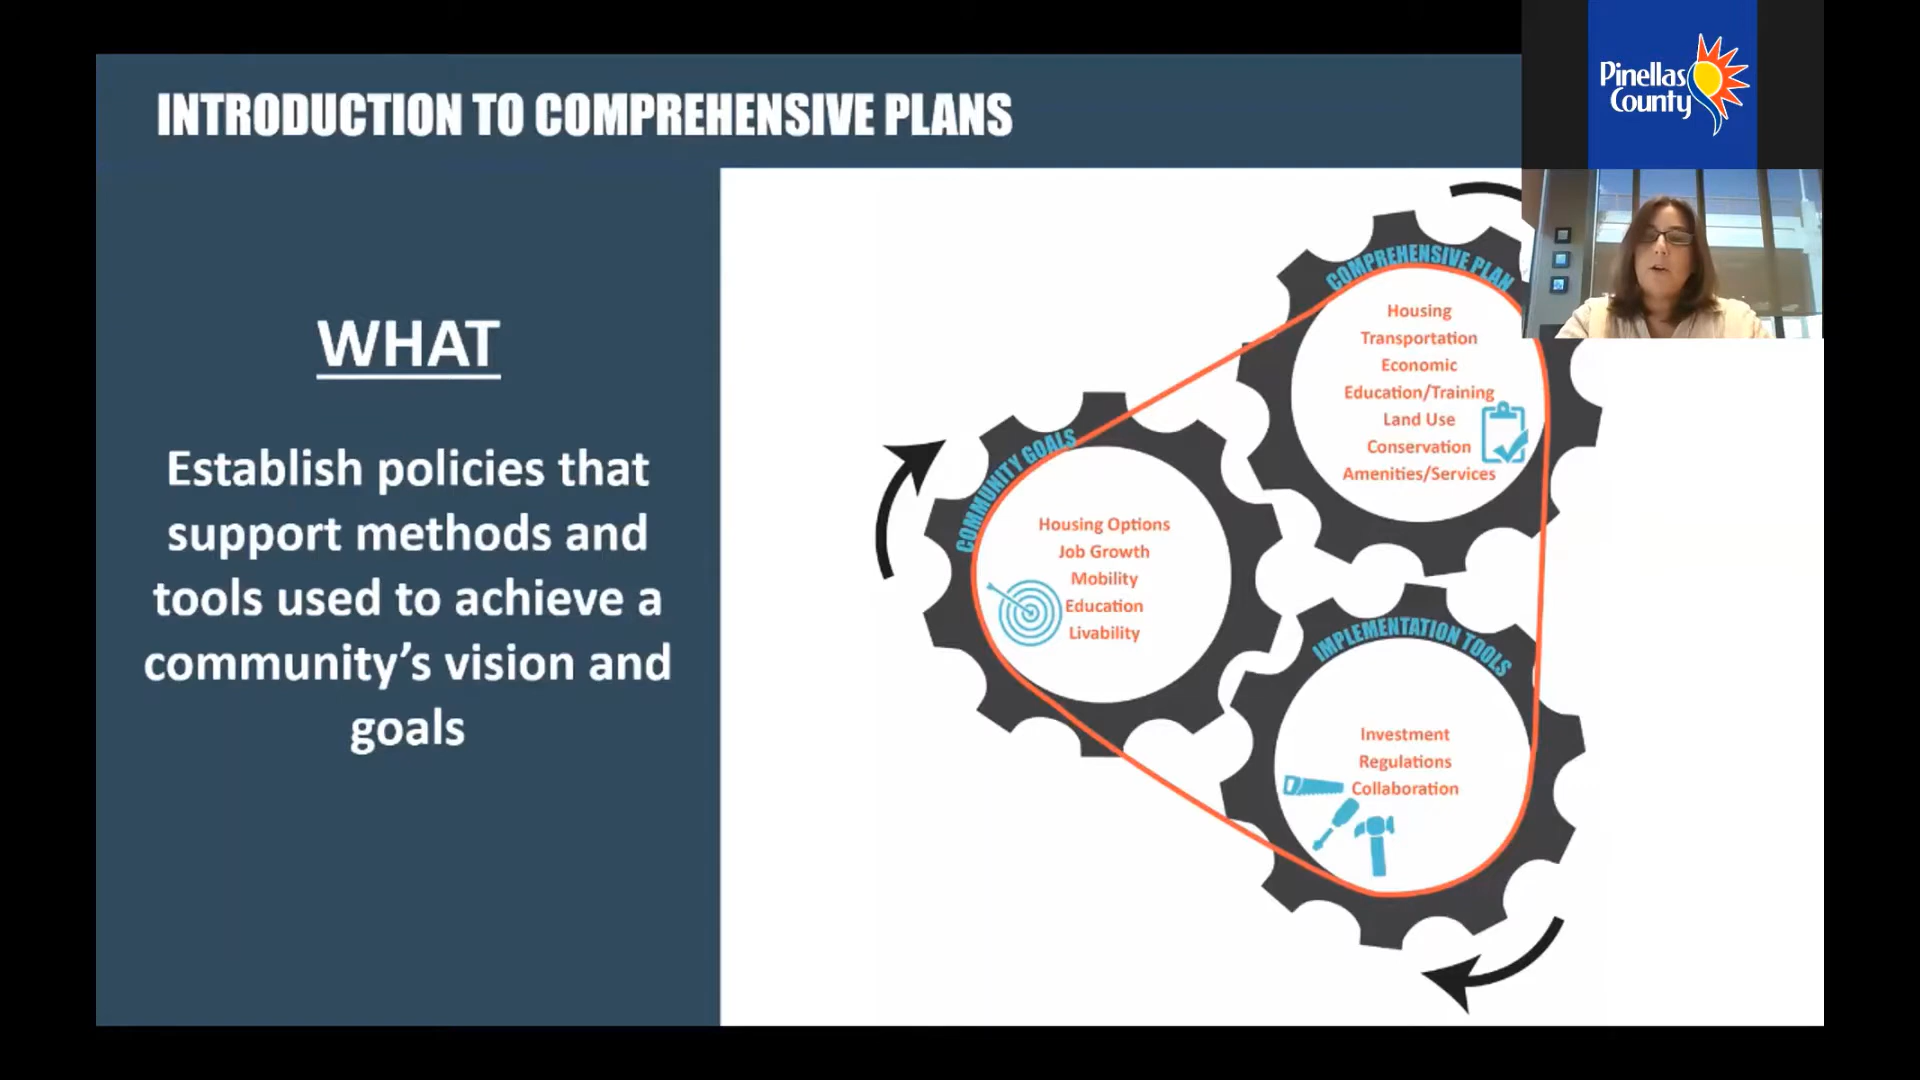 INTRODUCTION TO COMPREHENSIVE PLANS
Pinellas
County
WHAT
Establish policies that
support methods and
tools used to achieve a
community’s vision and
goals
COMPREHENSIVE PLAN
Housing
Transportation
Economic
Education/Training
Land Use
Conservation
Amenities/Services
COMMUNITY GOALS
Housing Options
Job Growth
Mobility
Education
Livability
IMPLEMENTATION TOOLS
Investment
Regulations
Collaboration